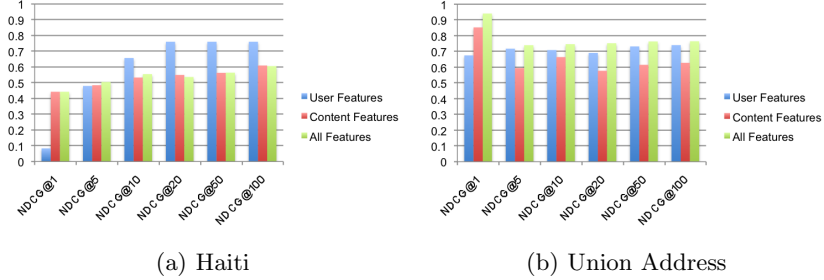 1
0.9
0.8
0.7
0.6
0.5
0.4
0.3
0.2
0.1
0
NDCG@1
NDCG@5
NDCG@10
NDCG@20
NDCG@50
NDCG@100
User Features
Content Features
All Features
(a) Haiti
1
0.9
0.8
0.7
0.6
0.5
0.4
0.3
0.2
0.1
0
NDCG@1
NDCG@5
NDCG@10
NDCG@20
NDCG@50
NDCG@100
User Features
Content Features
All Features
(b) Union Address